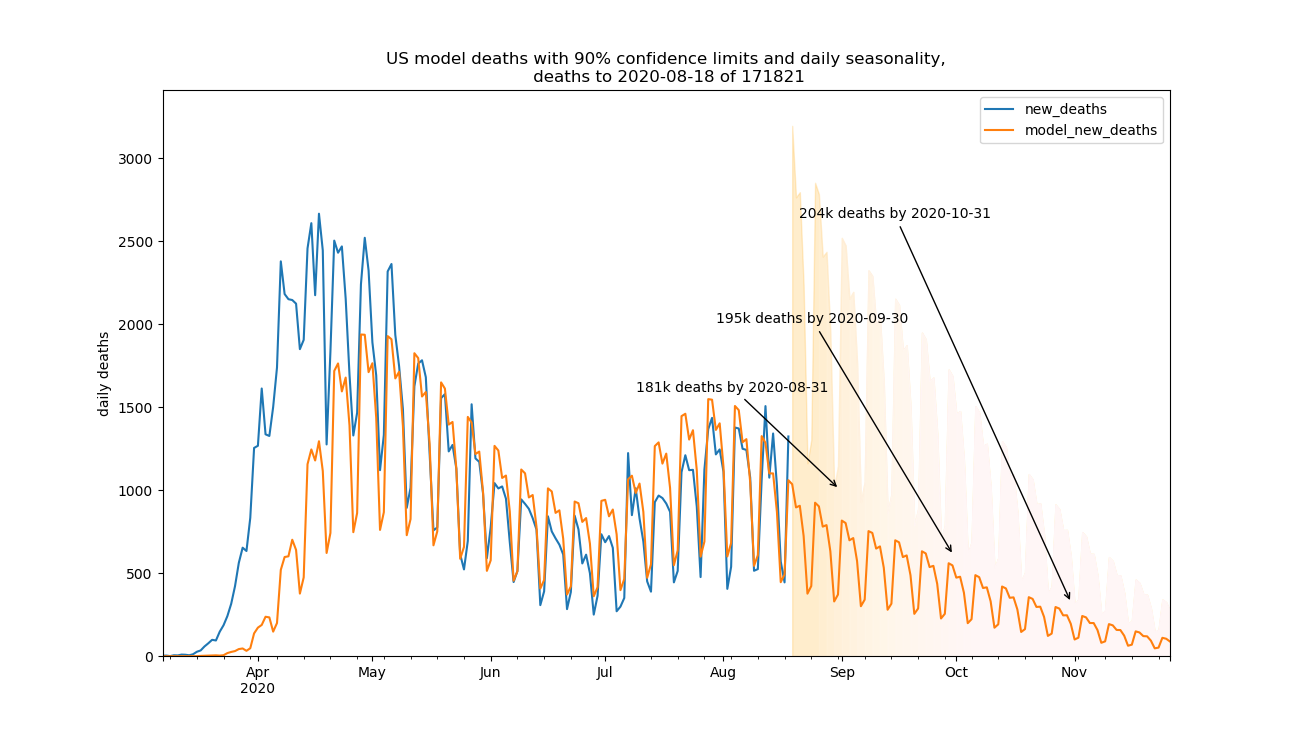 US model deaths with 90% confidence limits and daily seasonality,
deaths to 2020-08-18 of 171821
new_deaths
model_new_deaths
3000
2500
2000
1500
1000
500
0
daily deaths
204k deaths by 2020-10-31
195k deaths by 2020-09-30
181k deaths by 2020-08-31
Apr
2020
May
Jun
Jul
Aug
Sep
Oct
Nov